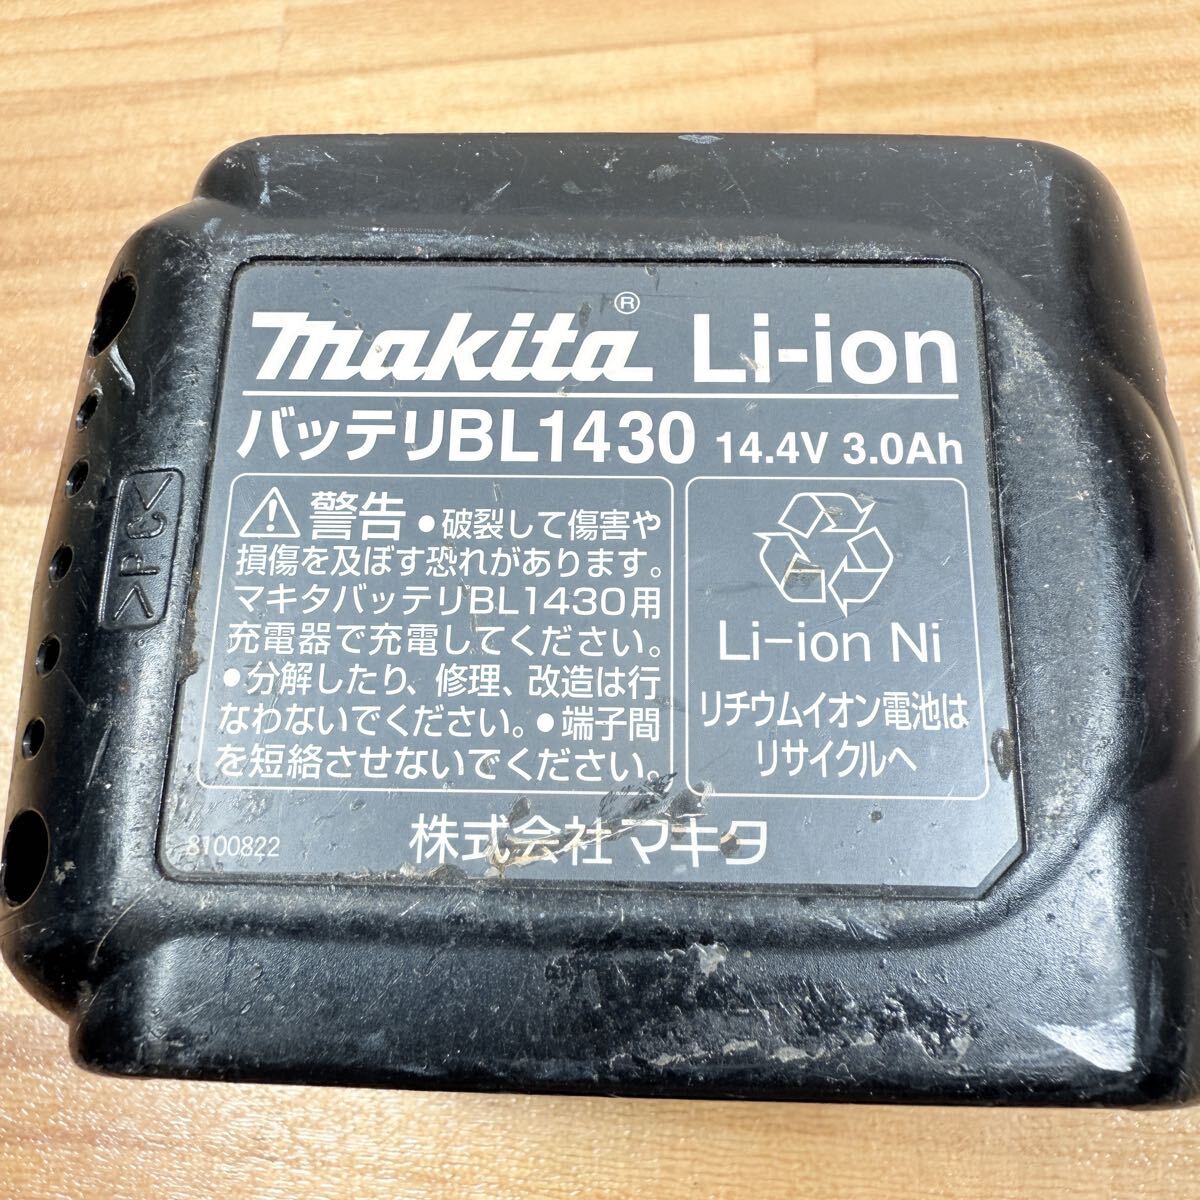 makita® Li-ion
バッテリBL1430 14.4V 3.0Ah
警告 ●破裂して傷害や
損傷を及ぼす恐れがあります。
マキタバッテリBL1430用
充電器で充電してください。
●分解したり、修理、改造は行
なわないでください。●端子間
を短絡させないでください。
Li-ion Ni
リチウムイオン電池は
リサイクルへ
8100822
株式会社マキタ
>PC<